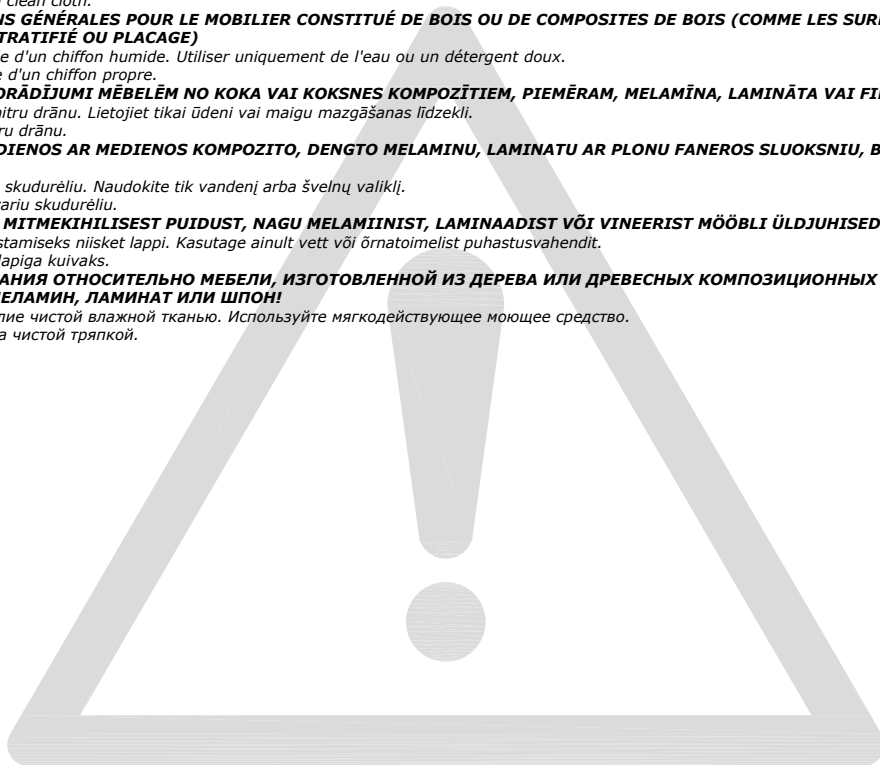 clean cloth.
NS GÉNÉRALES POUR LE MOBILIER CONSTITUÉ DE BOIS OU DE COMPOSITES DE BOIS (COMME LES SUR
TRATIFIÉ OU PLACAGE)
e d'un chiffon humide. Utiliser uniquement de l'eau ou un détergent doux.
e d'un chiffon propre.
ORĀDĪJUMI MĒBELĒM NO KOKA VAI KOKSNES KOMPOZĪTIEM, PIEMĒRAM, MELAMĪNA, LAMINĀTA VAI FI
itru drānu. Lietojiet tikai ūdeni vai maigu mazgāšanas līdzekli.
ru drānu.
DIENOS AR MEDIENOS KOMPOZITO, DENGTO MELAMINU, LAMINATU AR PLONU FANEROS SLUOKSNIU, B
skudurėliu. Naudokite tik vandenį arba švelnų valiklį.
ariu skudurėliu.
MITMEKIHILISEST PUIDUST, NAGU MELAMIINIST, LAMINAADIST VÕI VINEERIST MÖÖBLI ÜLDJUHISED
stamiseks niisket lappi. Kasutage ainult vett või õrnatoimelist puhastusvahendit.
lapiga kuivaks.
АНИЯ ОТНОСИТЕЛЬНО МЕБЕЛИ, ИЗГОТОВЛЕННОЙ ИЗ ДЕРЕВА ИЛИ ДРЕВЕСНЫХ КОМПОЗИЦИОННЫХ
ЕЛАМИН, ЛАМИНАТ ИЛИ ШПОН!
лие чистой влажной тканью. Используйте мягкодействующее моющее средство.
а чистой тряпкой.